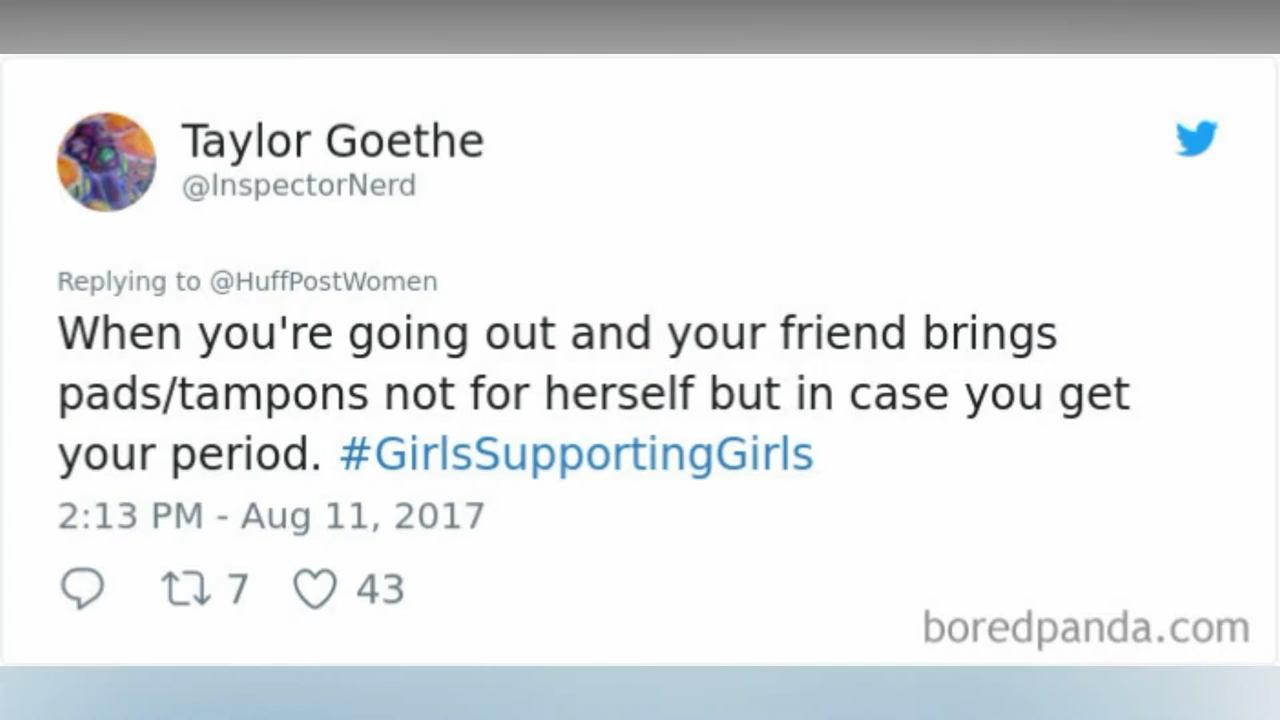 Taylor Goethe
@InspectorNerd
Replying to @HuffPostWomen
When you're going out and your friend brings
pads/tampons not for herself but in case you get
your period. #GirlsSupportingGirls
2:13 PM - Aug 11, 2017
7 43
boredpanda.com